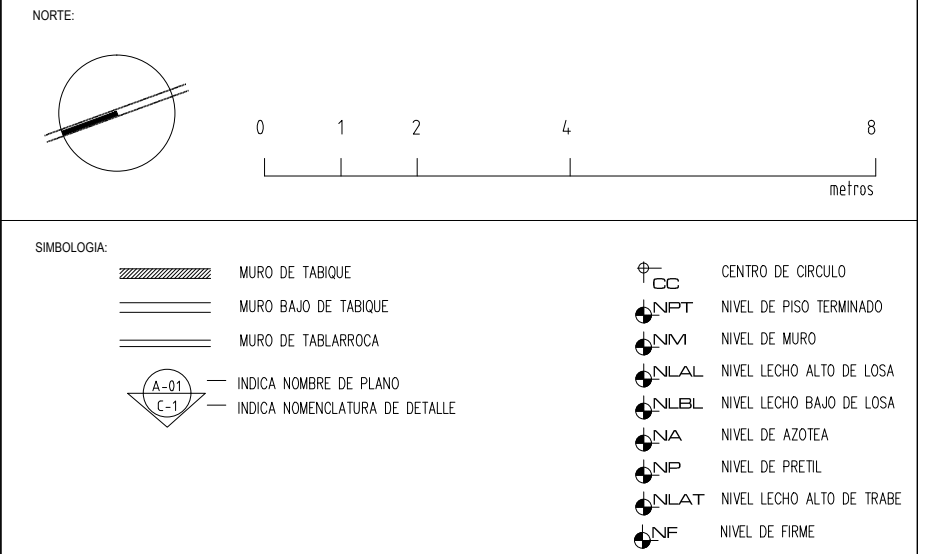 NORTE:
0 1 2 4 8
metros
SIMBOLOGIA:
MURO DE TABIQUE
MURO BAJO DE TABIQUE
MURO DE TABLARROCA
A-01
C-1
INDICA NOMBRE DE PLANO
INDICA NOMENCLATURA DE DETALLE
CC CENTRO DE CIRCULO
NPT NIVEL DE PISO TERMINADO
NM NIVEL DE MURO
NLAL NIVEL LECHO ALTO DE LOSA
NLBL NIVEL LECHO BAJO DE LOSA
NA NIVEL DE AZOTEA
NP NIVEL DE PRETIL
NLAT NIVEL LECHO ALTO DE TRABE
NF NIVEL DE FIRME